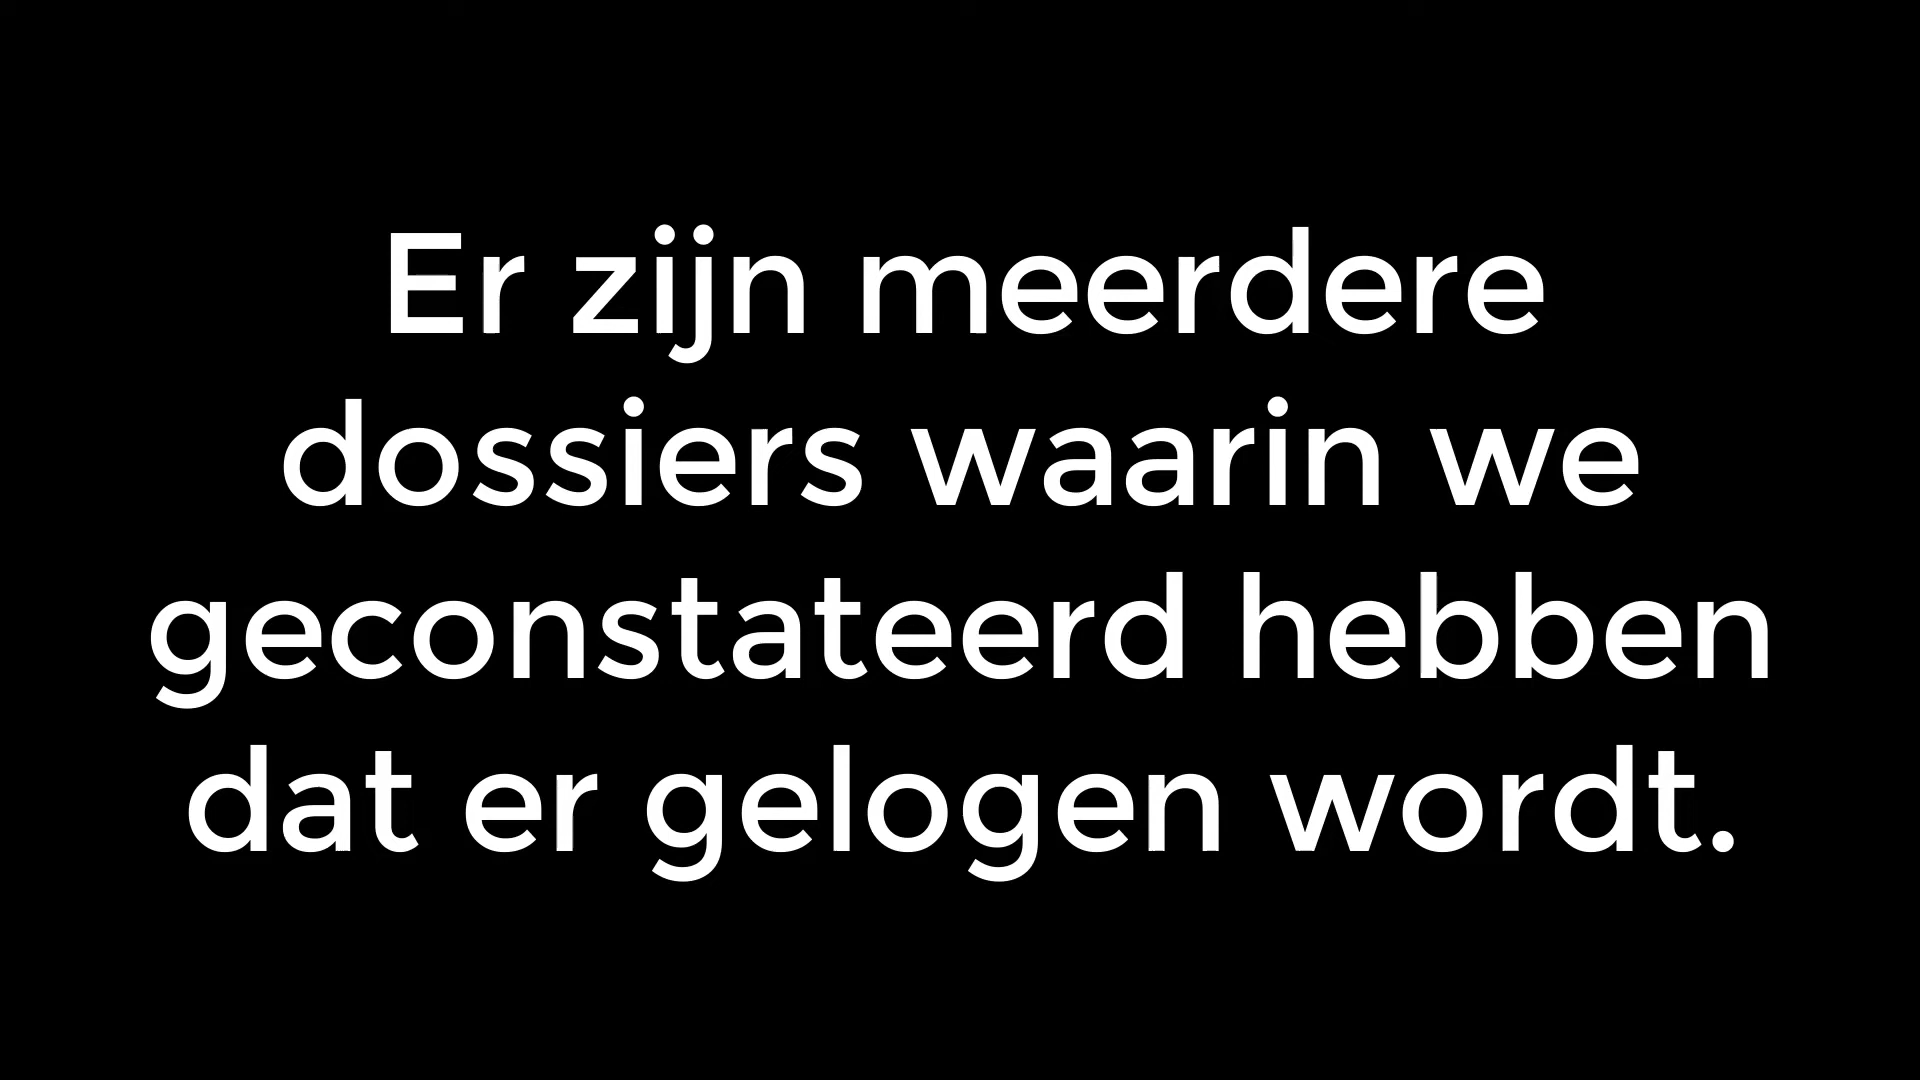 Er zijn meerdere
dossiers waarin we
geconstateerd hebben
dat er gelogen wordt.